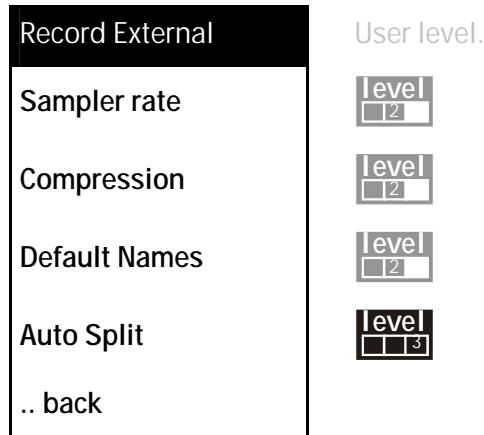 Record External User level.
Sampler rate level 2
Compression level 2
Default Names level 2
Auto Split level 3
.. back